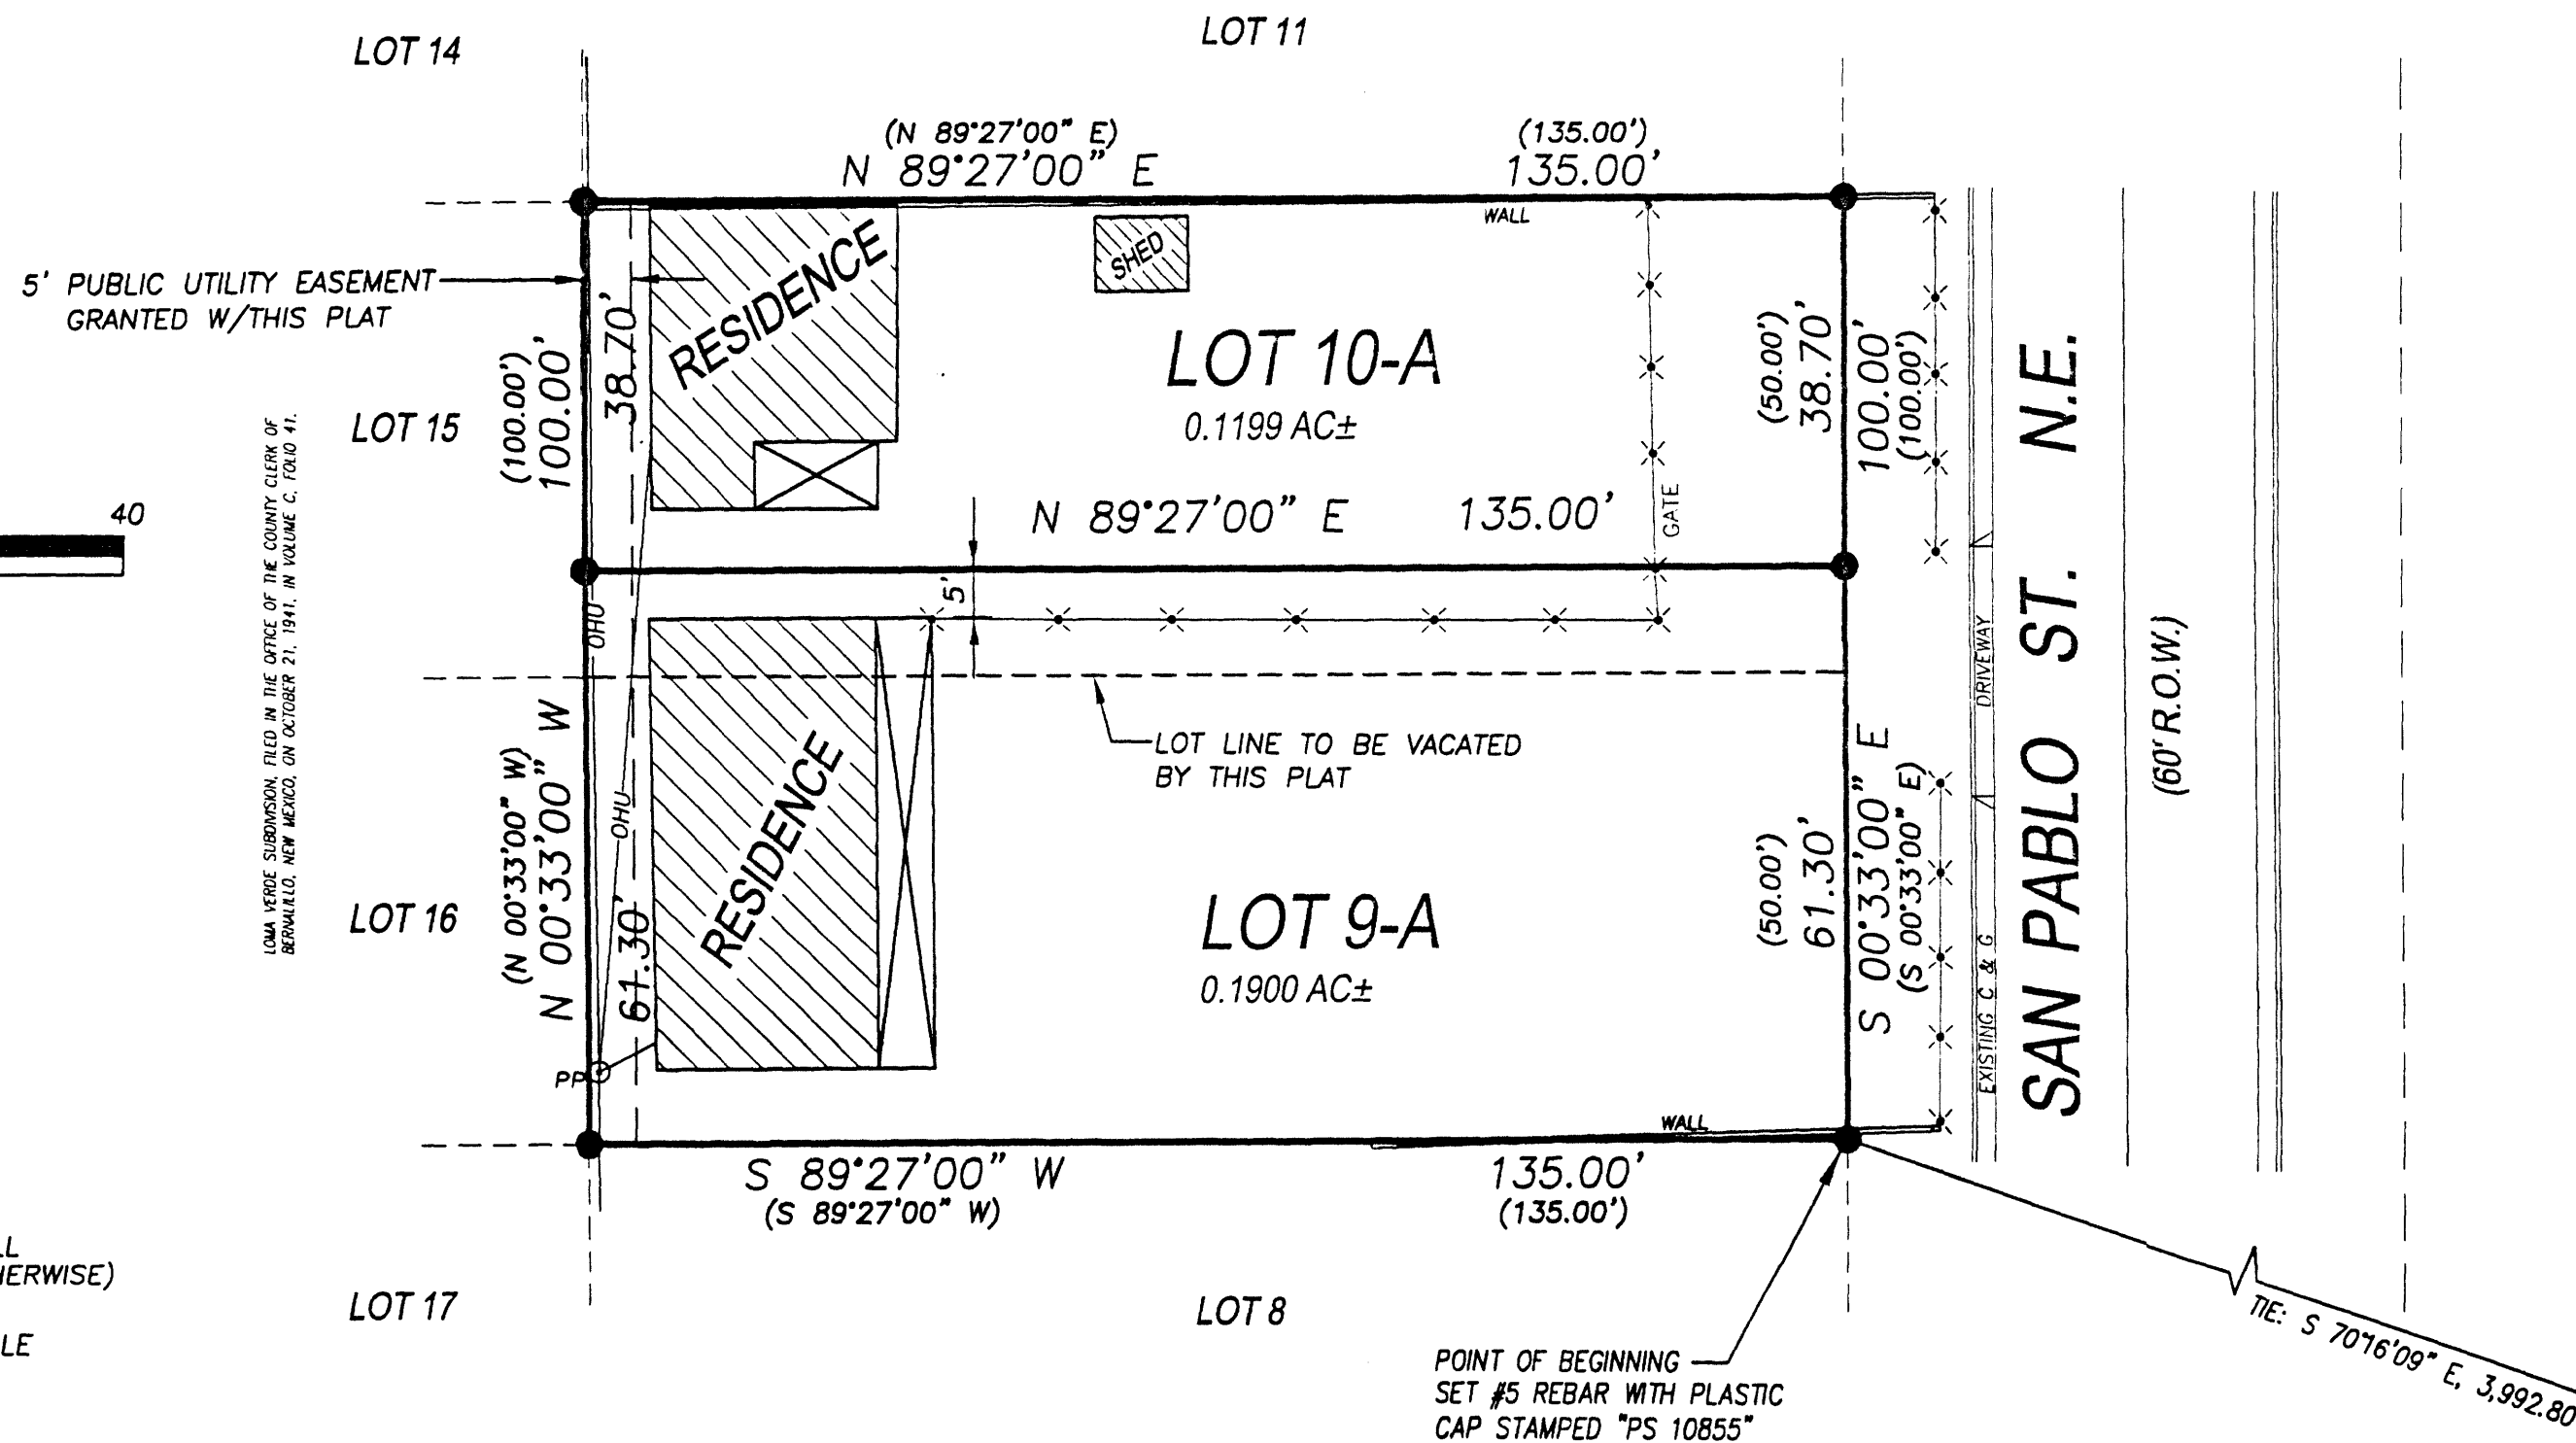 LOT 14
LOT 11
(N 89°27'00" E)
N 89°27'00" E
(135.00')
135.00'
WALL
5' PUBLIC UTILITY EASEMENT
GRANTED W/THIS PLAT
RESIDENCE
SHED
LOT 10-A
0.1199 AC±
38.70'
(100.00')
100.00'
(50.00')
38.70'
100.00'
(100.00')
LOT 15
LOMA VERDE SUBDIVISION, FILED IN THE OFFICE OF THE COUNTY CLERK OF
BERNALILLO, NEW MEXICO, ON OCTOBER 21, 1941, IN VOLUME C, FOLIO 41.
40
N 89°27'00" E
135.00'
GATE
5'
OHU
DRIVEWAY
SAN PABLO ST. N.E.
(60' R.O.W.)
LOT LINE TO BE VACATED
BY THIS PLAT
RESIDENCE
OHU
(N 00°33'00" W)
N 00°33'00" W
61.30'
LOT 16
LOT 9-A
0.1900 AC±
(50.00')
61.30'
S 00°33'00" E
(S 00°33'00" E)
EXISTING C & G
PP
WALL
S 89°27'00" W
(S 89°27'00" W)
135.00'
(135.00')
LL
HERWISE)
LE
LOT 17
LOT 8
POINT OF BEGINNING
SET #5 REBAR WITH PLASTIC
CAP STAMPED "PS 10855"
TIE: S 70°16'09" E, 3,992.80